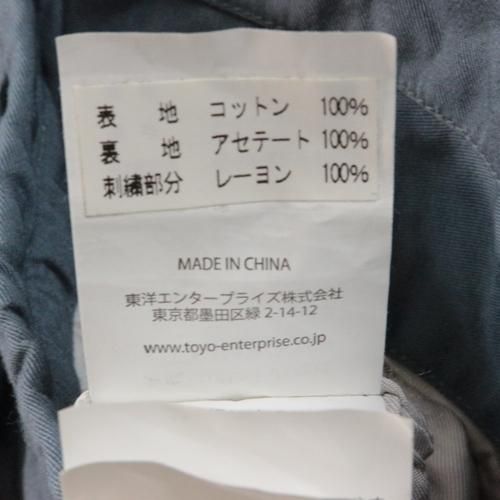 表 地 コットン 100%
裏 地 アセテート 100%
刺繍部分 レーヨン 100%
MADE IN CHINA
東洋エンタープライズ株式会社
東京都墨田区緑 2-14-12
www.toyo-enterprise.co.jp